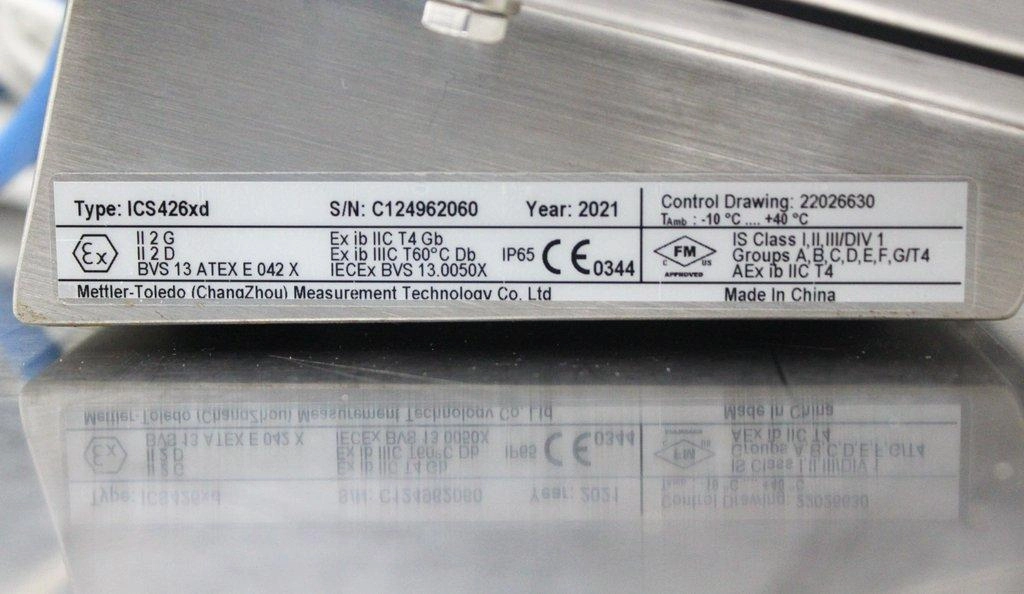 Type: ICS426xd S/N: C124962060 Year: 2021
Control Drawing: 22026630
TAmb : -10 °C .... +40 °C
Ex
II 2 G
II 2 D
BVS 13 ATEX E 042 X
Ex ib IIC T4 Gb
Ex ib IIIC T60°C Db
IECEx BVS 13.0050X
IP65 CE 0344
FM
C US
APPROVED
IS Class I,II,III/DIV 1
Groups A,B,C,D,E,F,G/T4
AEx ib IIC T4
Mettler-Toledo (ChangZhou) Measurement Technology Co. Ltd
Made In China